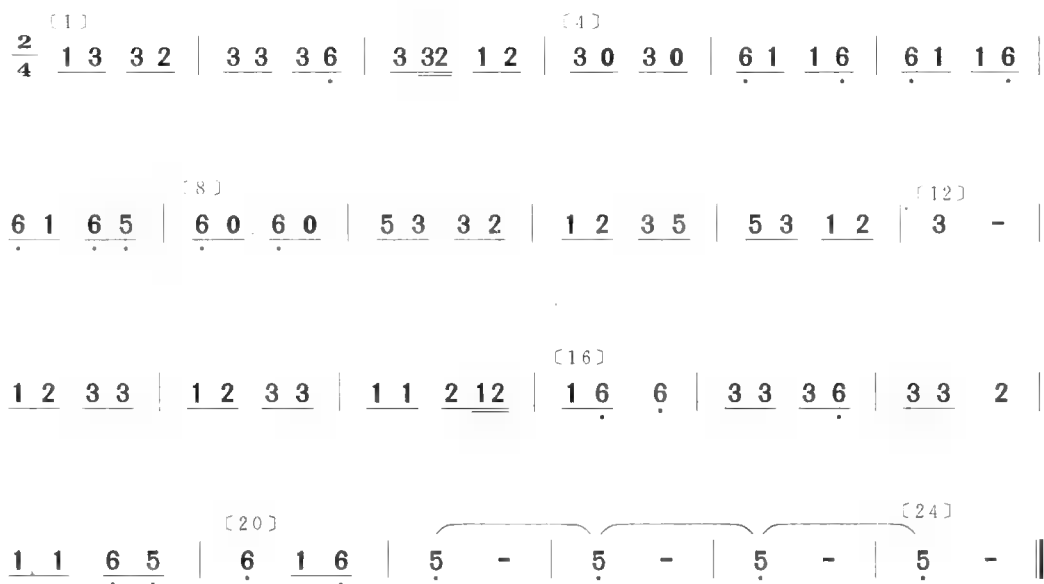 〔1〕 〔4〕
2/4 1 3 3 2 | 3 3 3 6̣ | 3 32 1 2 | 3 0 3 0 | 6̣ 1 1 6̣ | 6̣ 1 1 6̣ |
〔8〕 〔12〕
6̣ 1 6̣ 5̣ | 6̣ 0 6̣ 0 | 5 3 3 2 | 1 2 3 5 | 5 3 1 2 | 3 - |
〔16〕
1 2 3 3 | 1 2 3 3 | 1 1 2 12 | 1 6̣ 6̣ | 3 3 3 6̣ | 3 3 2 |
〔20〕 〔24〕
1 1 6̣ 5̣ | 6̣ 1 6̣ | 5̣ - | 5̣ - | 5̣ - | 5̣ - ‖